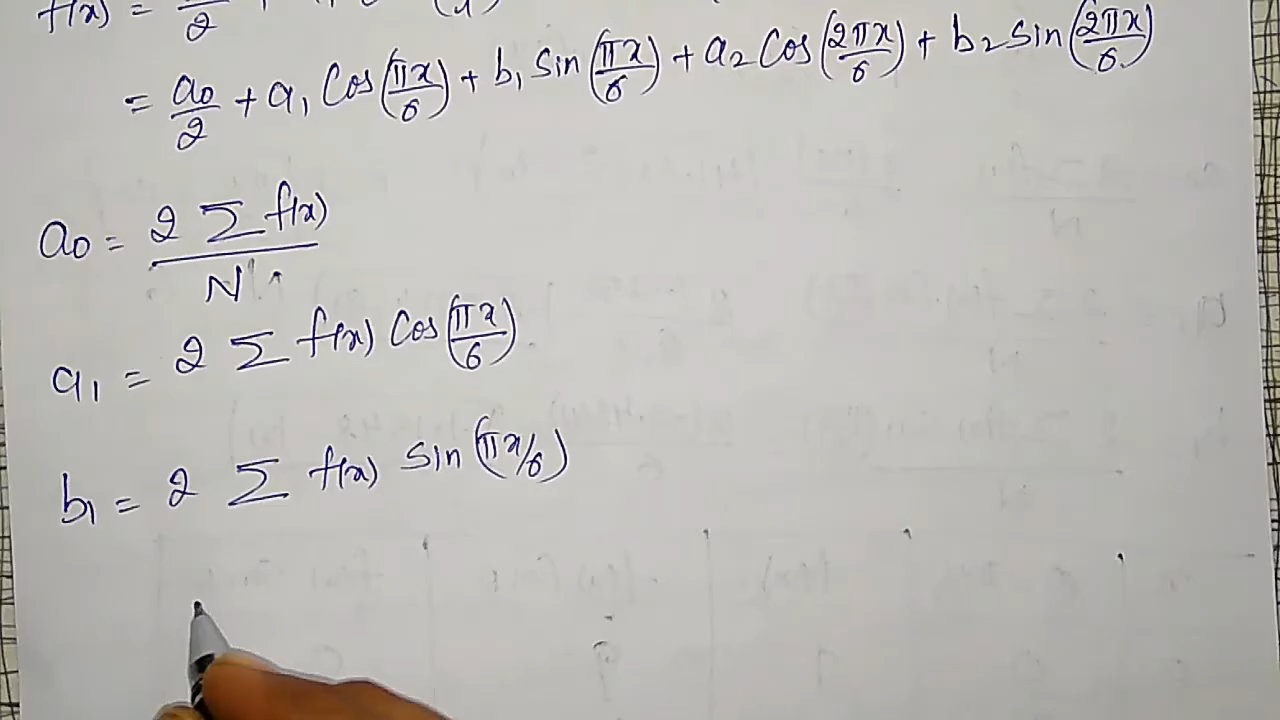 f(x) =
= a0/2 + a1 Cos(πx/6) + b1 Sin(πx/6) + a2 Cos(2πx/6) + b2 Sin(2πx/6)
a0 = 2 Σ f(x) / N
a1 = 2 Σ f(x) Cos(πx/6)
b1 = 2 Σ f(x) Sin(πx/6)